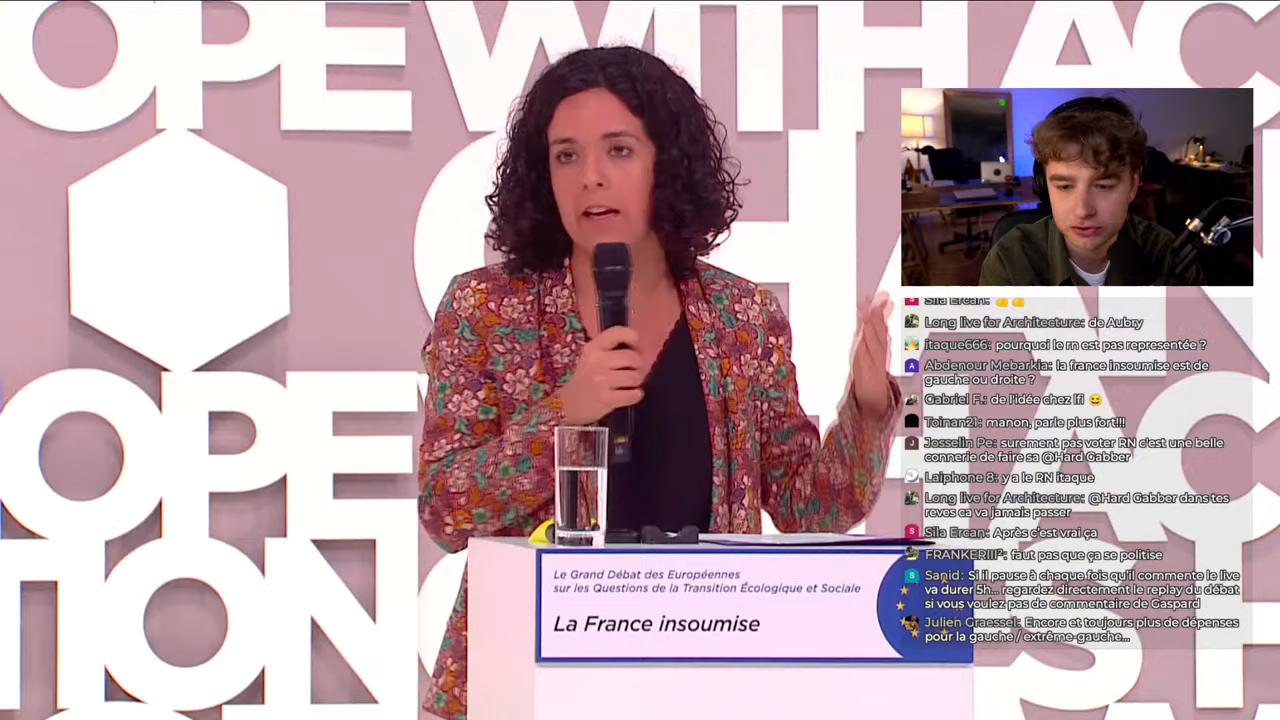 OPE WITH AC
OPE
TION
Le Grand Débat des Européennes
sur les Questions de la Transition Écologique et Sociale
La France insoumise
Sila Ercan: 👍 👍
Long live for Architecture: de Aubry
itaque666: pourquoi le rn est pas representée ?
Abdenour Mebarkia: la france insoumise est de
gauche ou droite ?
Gabriel F.: de l'idée chez lfi 😄
Toinan21: manon, parle plus fort!!!
Josselin Pe: surement pas voter RN c'est une belle
connerie de faire sa @Hard Gabber
Laiphone 8: y a le RN itaque
Long live for Architecture: @Hard Gabber dans tes
reves ca va jamais passer
Sila Ercan: Après c'est vrai ça
faut pas que ça se politise
Sanid: Si il pause à chaque fois qu'il commente le live
va durer 5h... regardez directement le replay du débat
si vous voulez pas de commentaire de Gaspard
Julien Graessel: Encore et toujours plus de dépenses
pour la gauche / extrême-gauche...